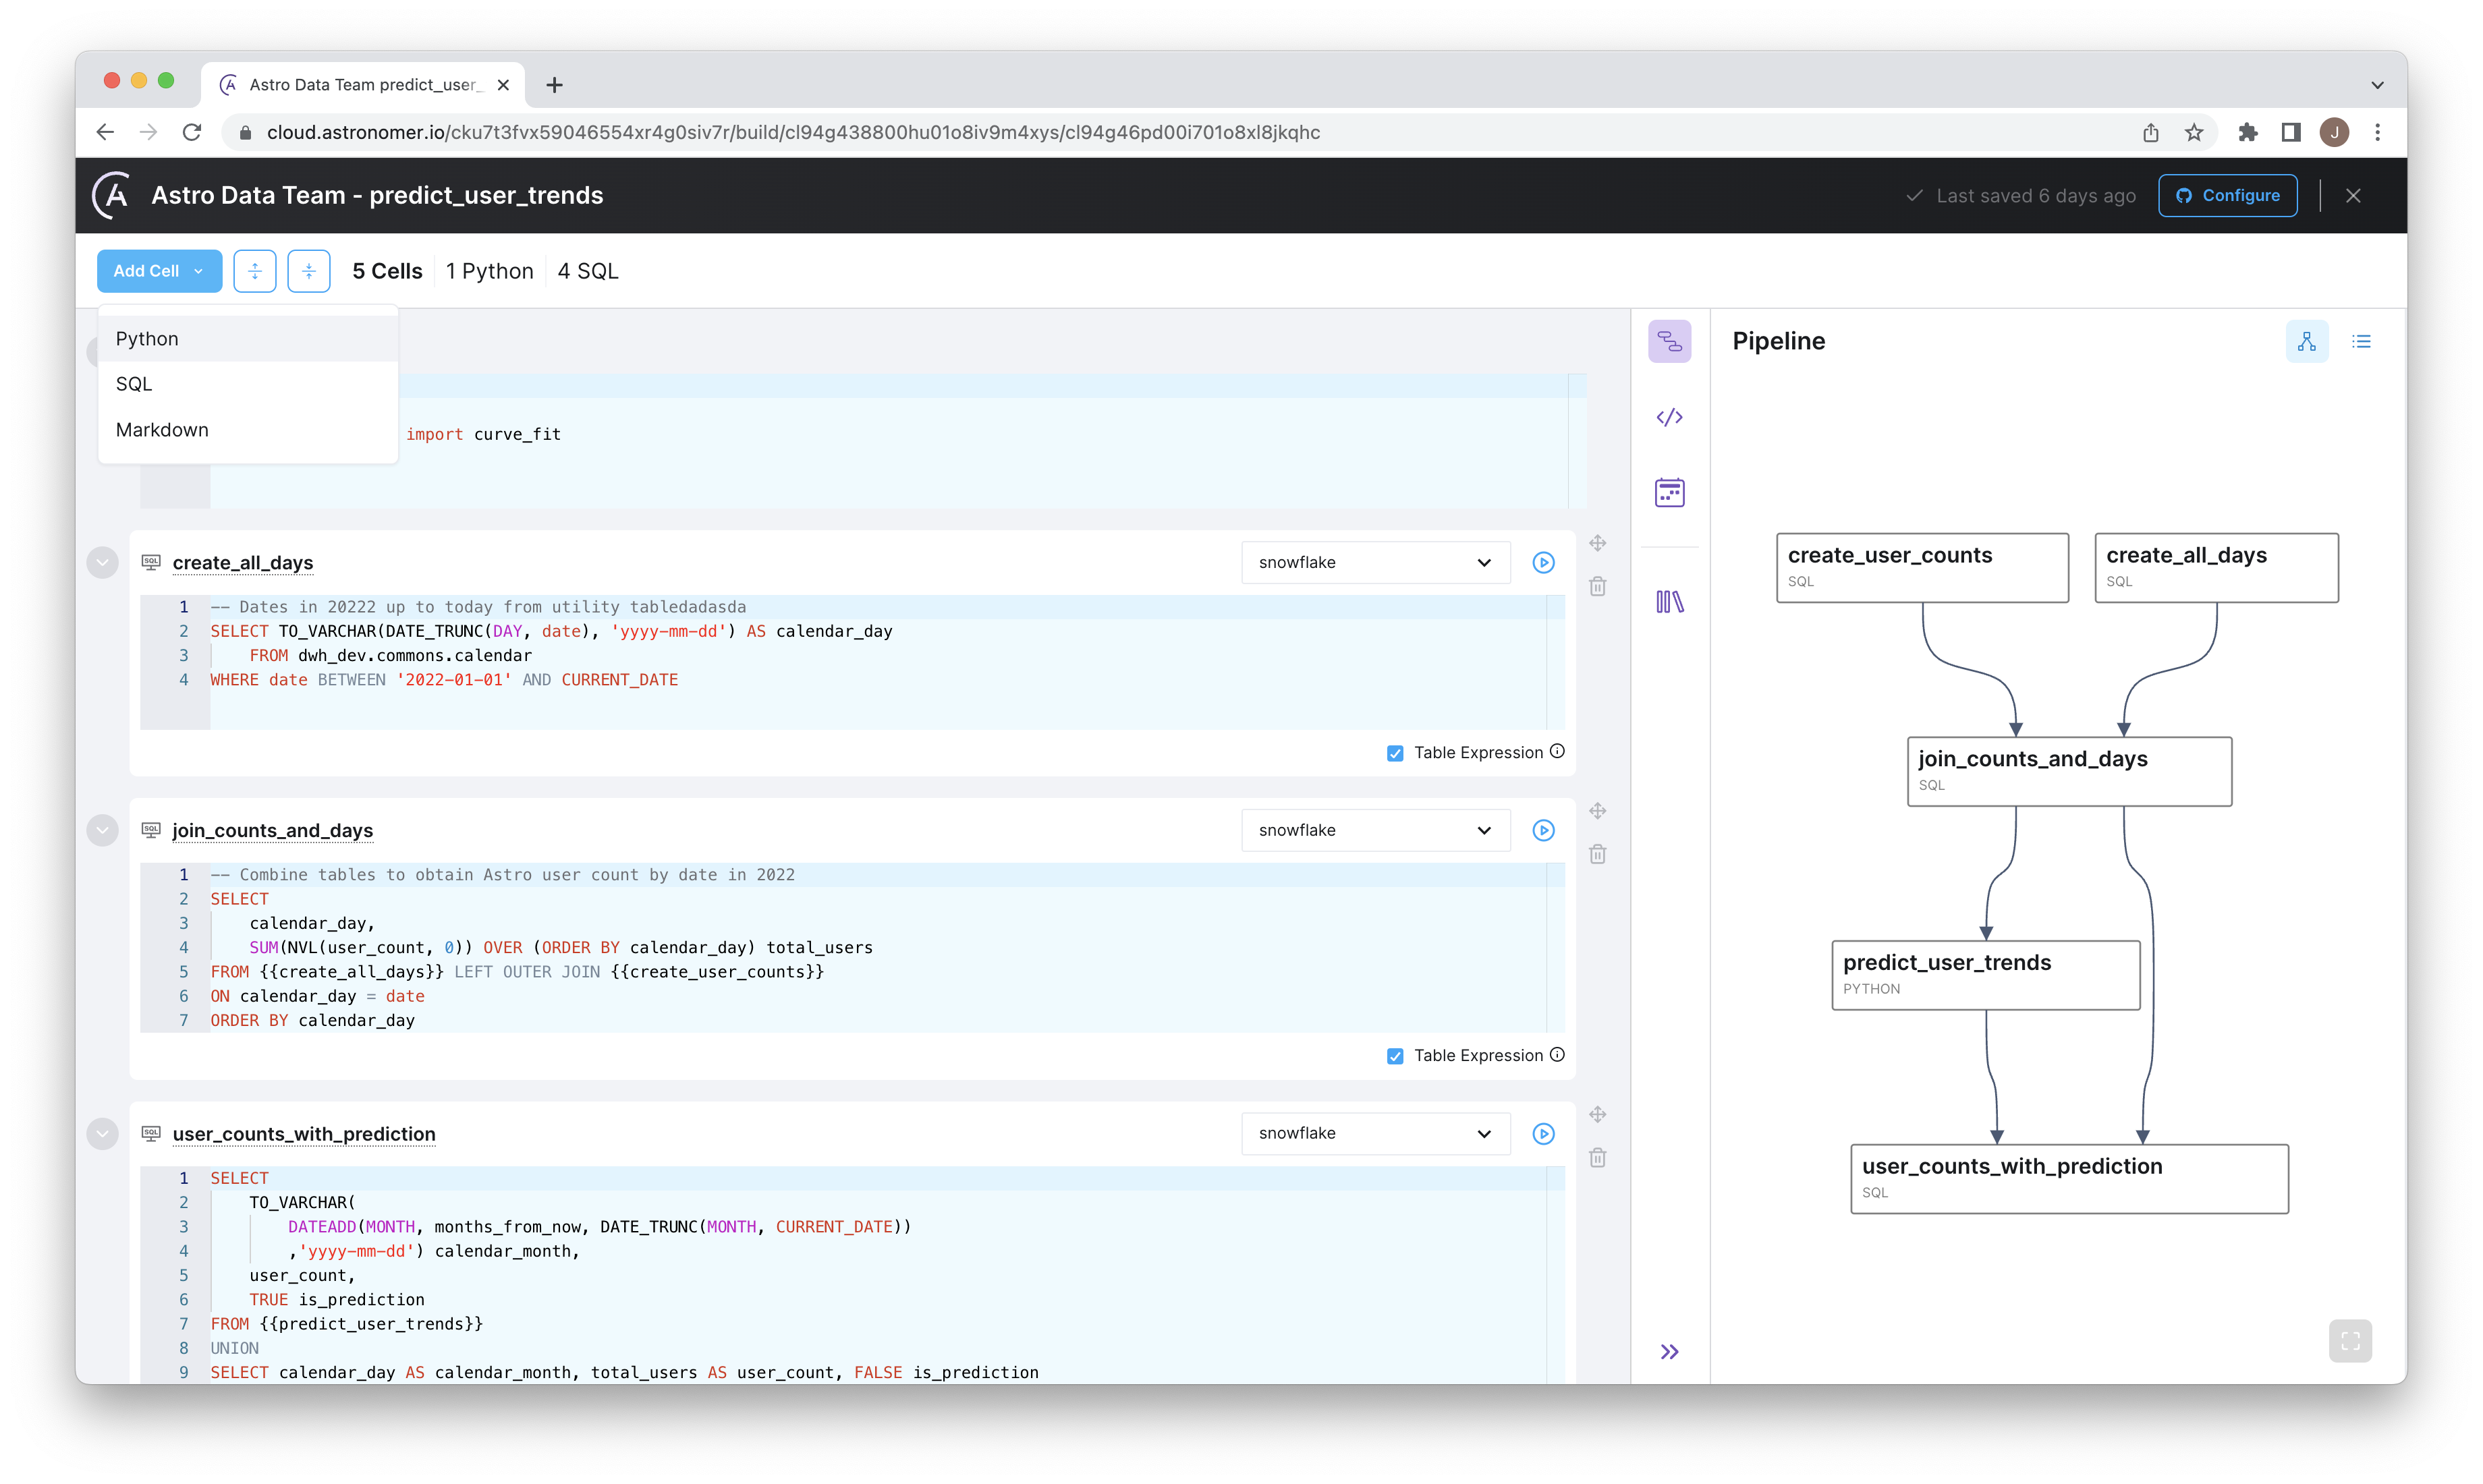 Astro Data Team predict_user_
cloud.astronomer.io/cku7t3fvx59046554xr4g0siv7r/build/cl94g438800hu01o8iv9m4xys/cl94g46pd00i701o8xl8jkqhc
J
Astro Data Team - predict_user_trends
Last saved 6 days ago
Configure
Add Cell
5 Cells
1 Python
4 SQL
Python
SQL
Markdown
import curve_fit
create_all_days
snowflake
1 -- Dates in 20222 up to today from utility tabledadasda
2 SELECT TO_VARCHAR(DATE_TRUNC(DAY, date), 'yyyy-mm-dd') AS calendar_day
3 FROM dwh_dev.commons.calendar
4 WHERE date BETWEEN '2022-01-01' AND CURRENT_DATE
Table Expression
join_counts_and_days
snowflake
1 -- Combine tables to obtain Astro user count by date in 2022
2 SELECT
3 calendar_day,
4 SUM(NVL(user_count, 0)) OVER (ORDER BY calendar_day) total_users
5 FROM {{create_all_days}} LEFT OUTER JOIN {{create_user_counts}}
6 ON calendar_day = date
7 ORDER BY calendar_day
Table Expression
user_counts_with_prediction
snowflake
1 SELECT
2 TO_VARCHAR(
3 DATEADD(MONTH, months_from_now, DATE_TRUNC(MONTH, CURRENT_DATE))
4 ,'yyyy-mm-dd') calendar_month,
5 user_count,
6 TRUE is_prediction
7 FROM {{predict_user_trends}}
8 UNION
9 SELECT calendar_day AS calendar_month, total_users AS user_count, FALSE is_prediction
Pipeline
create_user_counts
SQL
create_all_days
SQL
join_counts_and_days
SQL
predict_user_trends
PYTHON
user_counts_with_prediction
SQL